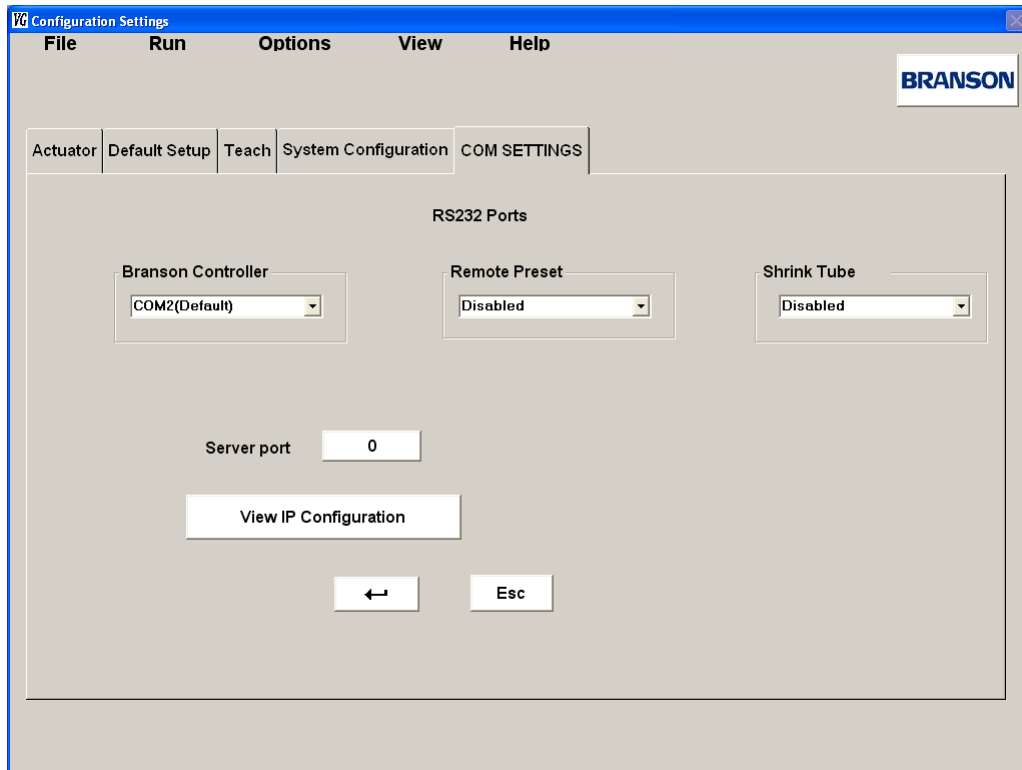 VG Configuration Settings
File Run Options View Help
BRANSON
Actuator Default Setup Teach System Configuration COM SETTINGS
RS232 Ports
Branson Controller Remote Preset Shrink Tube
COM2(Default) Disabled Disabled
Server port 0
View IP Configuration
Esc